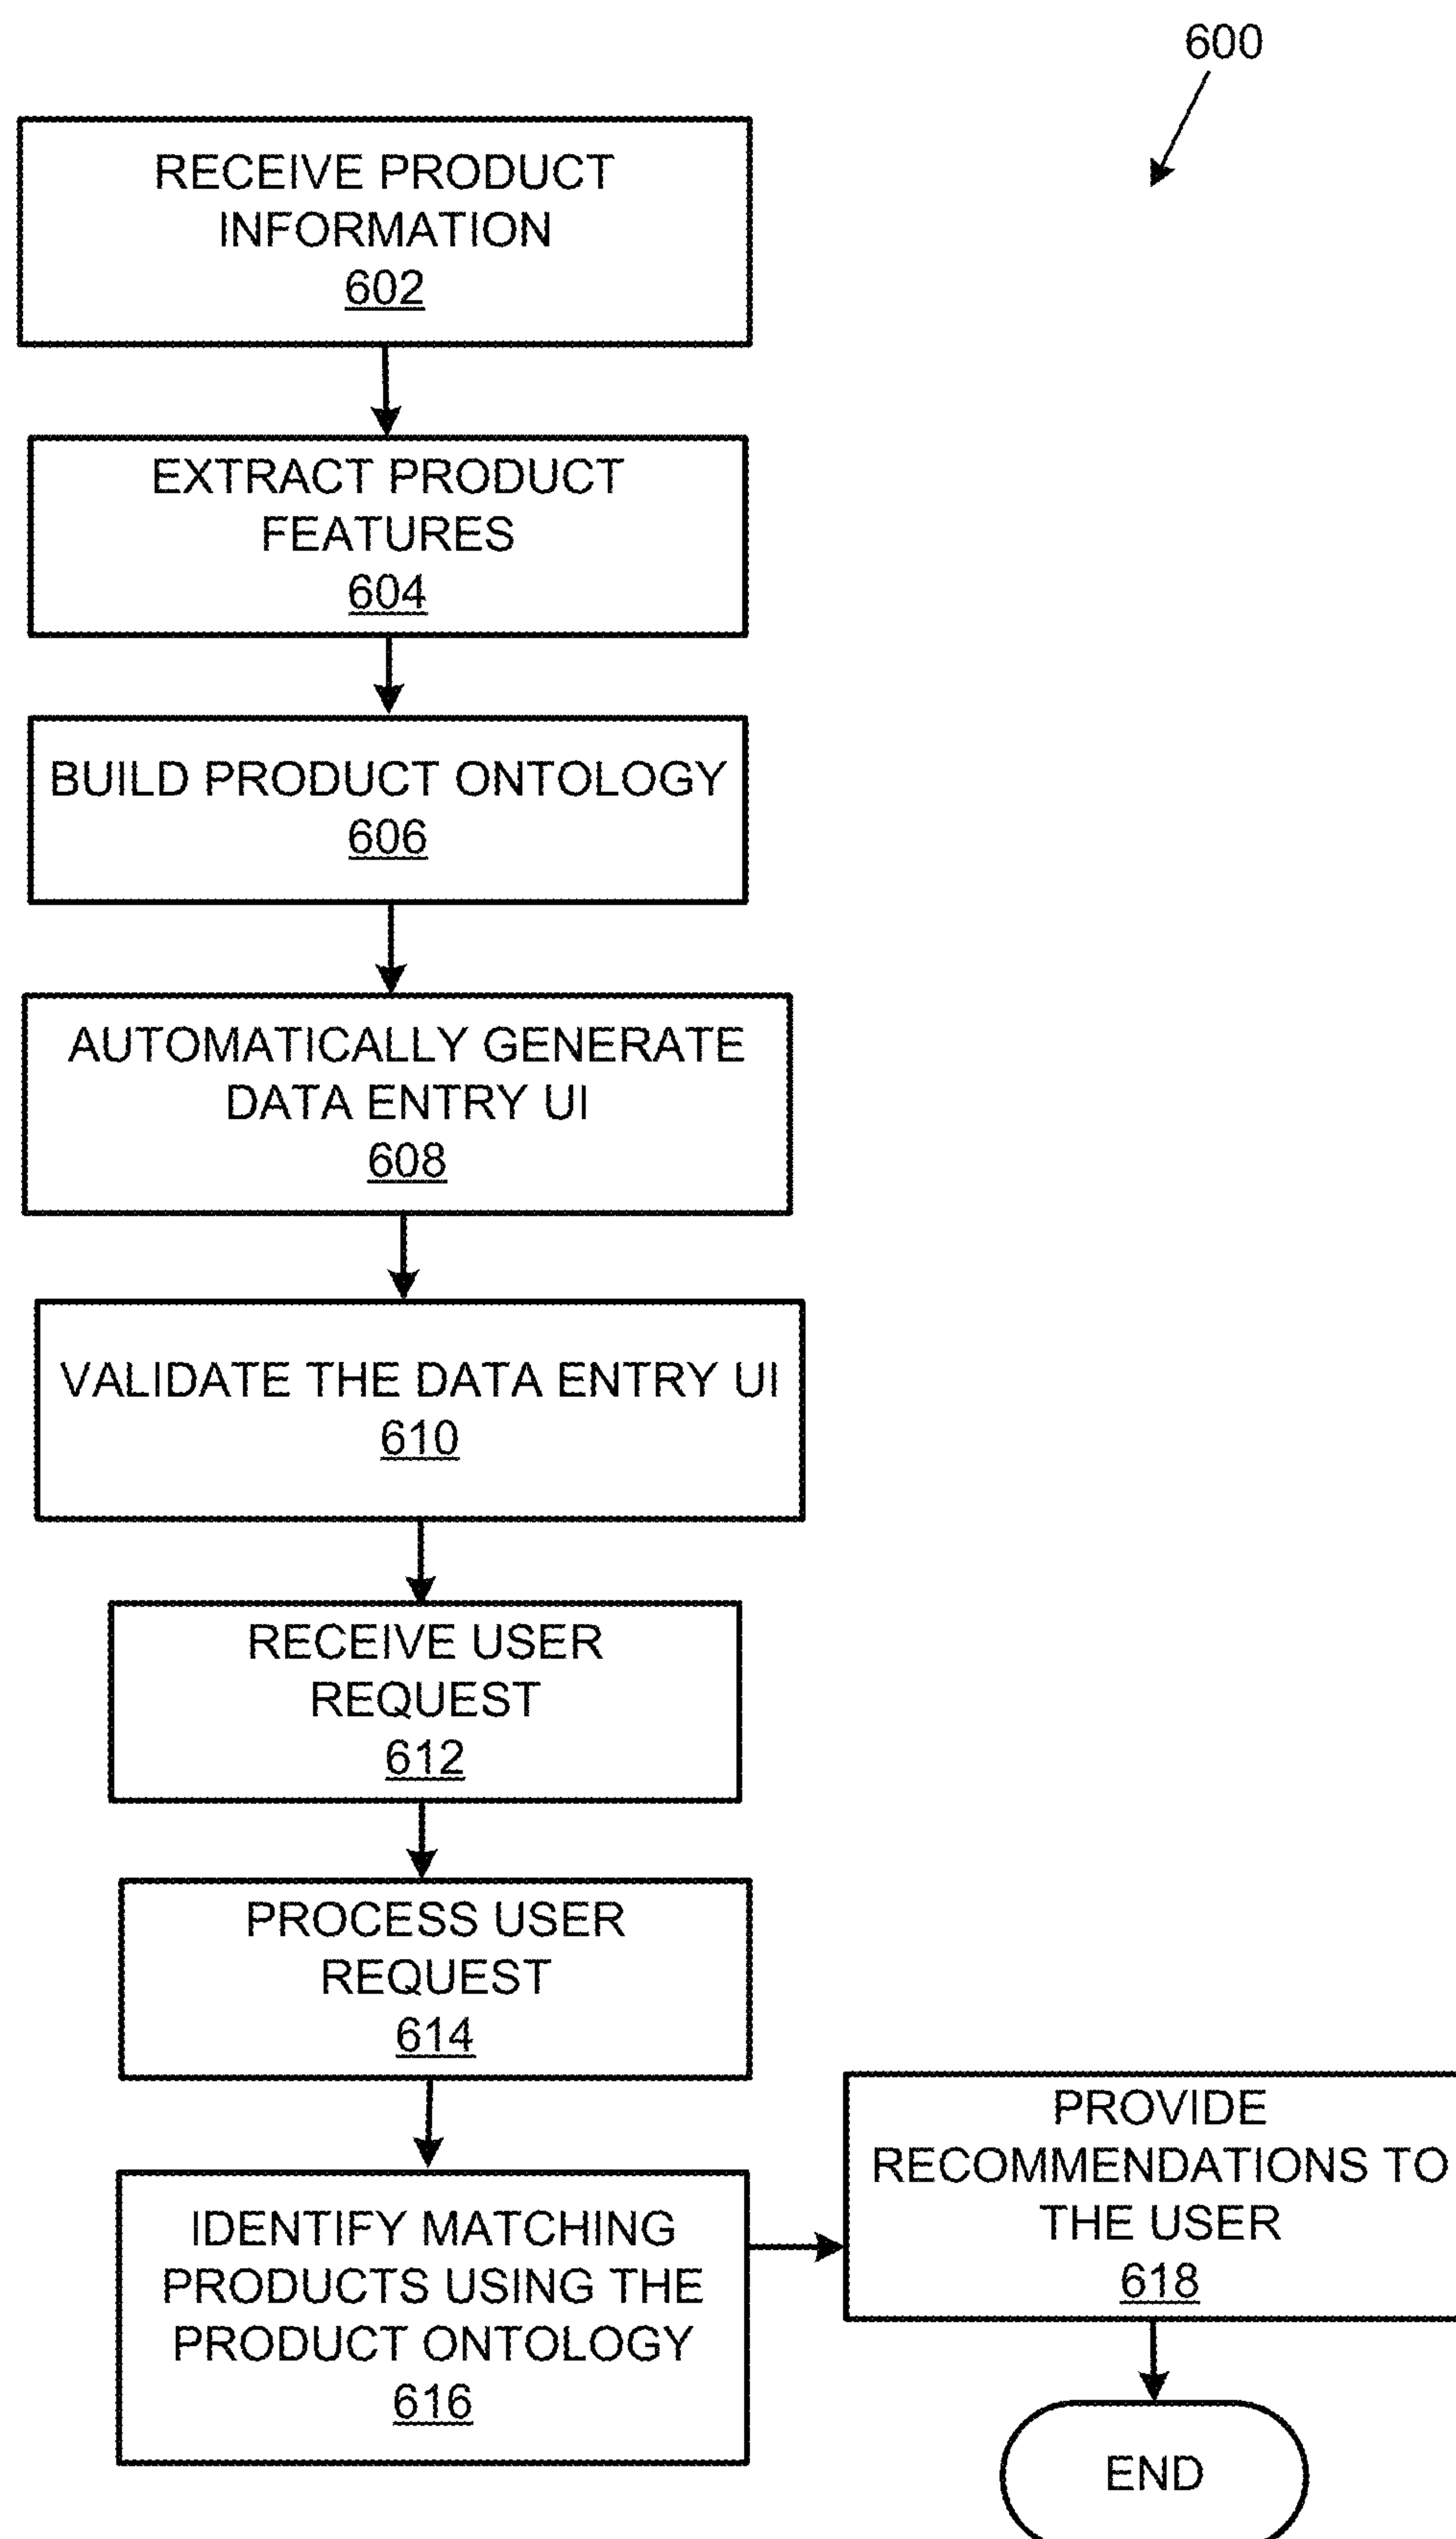 600
RECEIVE PRODUCT
INFORMATION
602
EXTRACT PRODUCT
FEATURES
604
BUILD PRODUCT ONTOLOGY
606
AUTOMATICALLY GENERATE
DATA ENTRY UI
608
VALIDATE THE DATA ENTRY UI
610
RECEIVE USER
REQUEST
612
PROCESS USER
REQUEST
614
IDENTIFY MATCHING
PRODUCTS USING THE
PRODUCT ONTOLOGY
616
PROVIDE
RECOMMENDATIONS TO
THE USER
618
END